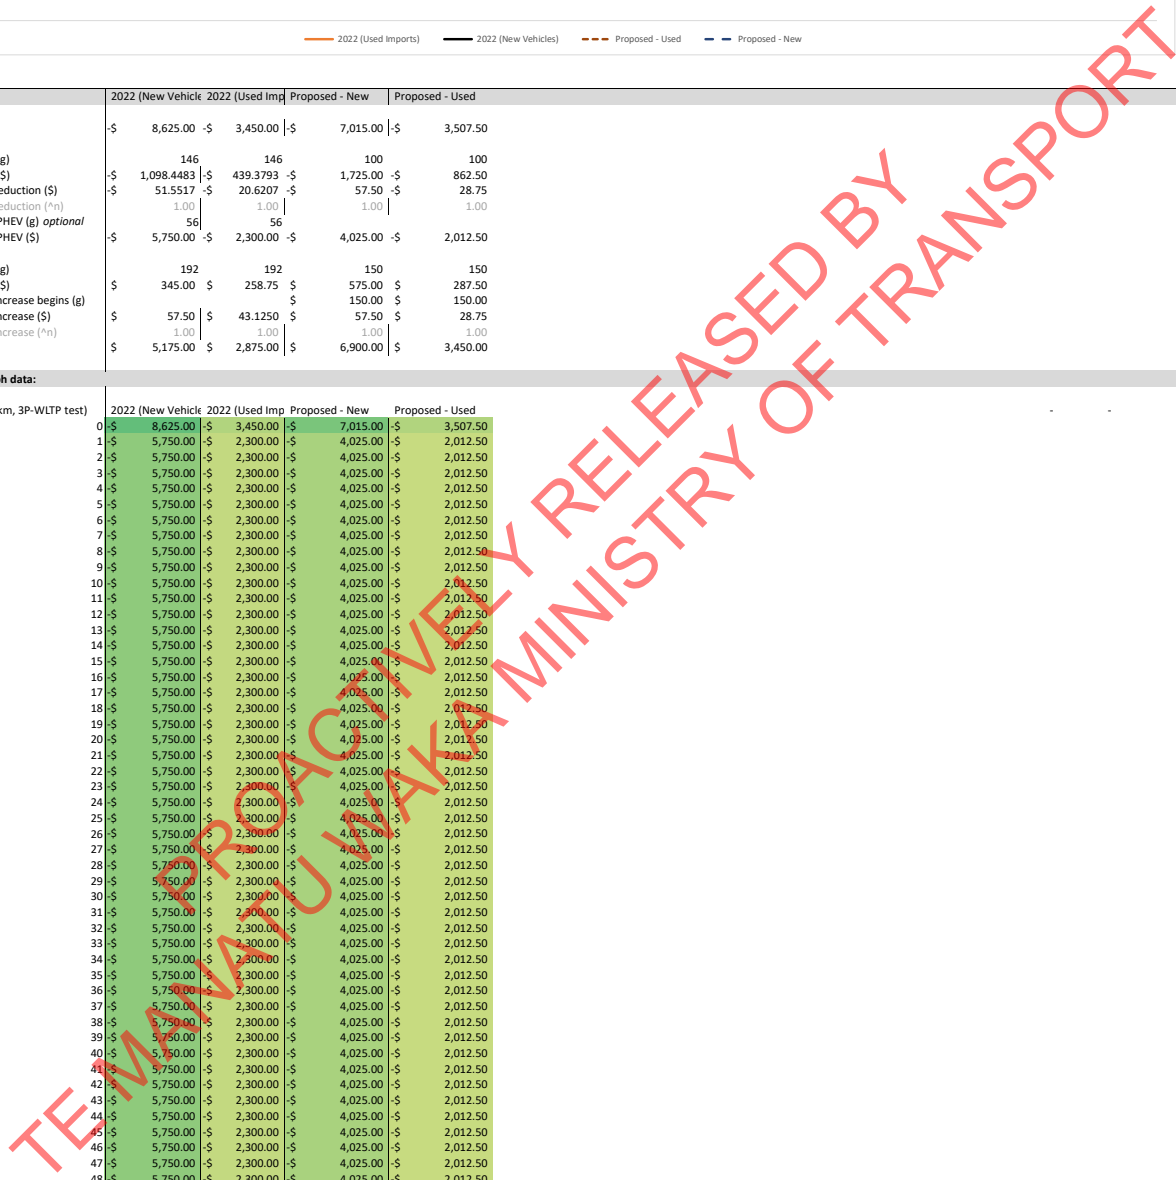 2022 (Used Imports) 2022 (New Vehicles) Proposed - Used Proposed - New
2022 (New Vehicle 2022 (Used Imp Proposed - New Proposed - Used
-$ 8,625.00 -$ 3,450.00 -$ 7,015.00 -$ 3,507.50
g) 146 146 100 100
$) -$ 1,098.4483 -$ 439.3793 -$ 1,725.00 -$ 862.50
eduction ($) -$ 51.5517 -$ 20.6207 -$ 57.50 -$ 28.75
eduction (^n) 1.00 1.00 1.00 1.00
PHEV (g) optional 56 56
PHEV ($) -$ 5,750.00 -$ 2,300.00 -$ 4,025.00 -$ 2,012.50
g) 192 192 150 150
$) $ 345.00 $ 258.75 $ 575.00 $ 287.50
ncrease begins (g) $ 150.00 $ 150.00
ncrease ($) $ 57.50 $ 43.1250 $ 57.50 $ 28.75
ncrease (^n) 1.00 1.00 1.00 1.00
$ 5,175.00 $ 2,875.00 $ 6,900.00 $ 3,450.00
ph data:
km, 3P-WLTP test) 2022 (New Vehicle 2022 (Used Imp Proposed - New Proposed - Used - -
0 -$ 8,625.00 -$ 3,450.00 -$ 7,015.00 -$ 3,507.50
1 -$ 5,750.00 -$ 2,300.00 -$ 4,025.00 -$ 2,012.50
2 -$ 5,750.00 -$ 2,300.00 -$ 4,025.00 -$ 2,012.50
3 -$ 5,750.00 -$ 2,300.00 -$ 4,025.00 -$ 2,012.50
4 -$ 5,750.00 -$ 2,300.00 -$ 4,025.00 -$ 2,012.50
5 -$ 5,750.00 -$ 2,300.00 -$ 4,025.00 -$ 2,012.50
6 -$ 5,750.00 -$ 2,300.00 -$ 4,025.00 -$ 2,012.50
7 -$ 5,750.00 -$ 2,300.00 -$ 4,025.00 -$ 2,012.50
8 -$ 5,750.00 -$ 2,300.00 -$ 4,025.00 -$ 2,012.50
9 -$ 5,750.00 -$ 2,300.00 -$ 4,025.00 -$ 2,012.50
10 -$ 5,750.00 -$ 2,300.00 -$ 4,025.00 -$ 2,012.50
11 -$ 5,750.00 -$ 2,300.00 -$ 4,025.00 -$ 2,012.50
12 -$ 5,750.00 -$ 2,300.00 -$ 4,025.00 -$ 2,012.50
13 -$ 5,750.00 -$ 2,300.00 -$ 4,025.00 -$ 2,012.50
14 -$ 5,750.00 -$ 2,300.00 -$ 4,025.00 -$ 2,012.50
15 -$ 5,750.00 -$ 2,300.00 -$ 4,025.00 -$ 2,012.50
16 -$ 5,750.00 -$ 2,300.00 -$ 4,025.00 -$ 2,012.50
17 -$ 5,750.00 -$ 2,300.00 -$ 4,025.00 -$ 2,012.50
18 -$ 5,750.00 -$ 2,300.00 -$ 4,025.00 -$ 2,012.50
19 -$ 5,750.00 -$ 2,300.00 -$ 4,025.00 -$ 2,012.50
20 -$ 5,750.00 -$ 2,300.00 -$ 4,025.00 -$ 2,012.50
21 -$ 5,750.00 -$ 2,300.00 -$ 4,025.00 -$ 2,012.50
22 -$ 5,750.00 -$ 2,300.00 -$ 4,025.00 -$ 2,012.50
23 -$ 5,750.00 -$ 2,300.00 -$ 4,025.00 -$ 2,012.50
24 -$ 5,750.00 -$ 2,300.00 -$ 4,025.00 -$ 2,012.50
25 -$ 5,750.00 -$ 2,300.00 -$ 4,025.00 -$ 2,012.50
26 -$ 5,750.00 -$ 2,300.00 -$ 4,025.00 -$ 2,012.50
27 -$ 5,750.00 -$ 2,300.00 -$ 4,025.00 -$ 2,012.50
28 -$ 5,750.00 -$ 2,300.00 -$ 4,025.00 -$ 2,012.50
29 -$ 5,750.00 -$ 2,300.00 -$ 4,025.00 -$ 2,012.50
30 -$ 5,750.00 -$ 2,300.00 -$ 4,025.00 -$ 2,012.50
31 -$ 5,750.00 -$ 2,300.00 -$ 4,025.00 -$ 2,012.50
32 -$ 5,750.00 -$ 2,300.00 -$ 4,025.00 -$ 2,012.50
33 -$ 5,750.00 -$ 2,300.00 -$ 4,025.00 -$ 2,012.50
34 -$ 5,750.00 -$ 2,300.00 -$ 4,025.00 -$ 2,012.50
35 -$ 5,750.00 -$ 2,300.00 -$ 4,025.00 -$ 2,012.50
36 -$ 5,750.00 -$ 2,300.00 -$ 4,025.00 -$ 2,012.50
37 -$ 5,750.00 -$ 2,300.00 -$ 4,025.00 -$ 2,012.50
38 -$ 5,750.00 -$ 2,300.00 -$ 4,025.00 -$ 2,012.50
39 -$ 5,750.00 -$ 2,300.00 -$ 4,025.00 -$ 2,012.50
40 -$ 5,750.00 -$ 2,300.00 -$ 4,025.00 -$ 2,012.50
41 -$ 5,750.00 -$ 2,300.00 -$ 4,025.00 -$ 2,012.50
42 -$ 5,750.00 -$ 2,300.00 -$ 4,025.00 -$ 2,012.50
43 -$ 5,750.00 -$ 2,300.00 -$ 4,025.00 -$ 2,012.50
44 -$ 5,750.00 -$ 2,300.00 -$ 4,025.00 -$ 2,012.50
45 -$ 5,750.00 -$ 2,300.00 -$ 4,025.00 -$ 2,012.50
46 -$ 5,750.00 -$ 2,300.00 -$ 4,025.00 -$ 2,012.50
47 -$ 5,750.00 -$ 2,300.00 -$ 4,025.00 -$ 2,012.50
48 -$ 5,750.00 -$ 2,300.00 -$ 4,025.00 -$ 2,012.50
PROACTIVELY RELEASED BY
TE MANATU WAKA MINISTRY OF TRANSPORT